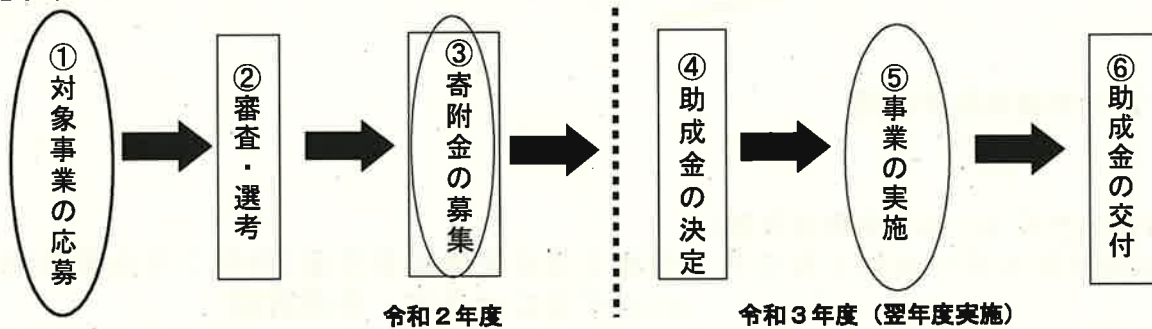 ①対象事業の応募
②審査・選考
③寄附金の募集
④助成金の決定
⑤事業の実施
⑥助成金の交付
令和2年度
令和3年度（翌年度実施）